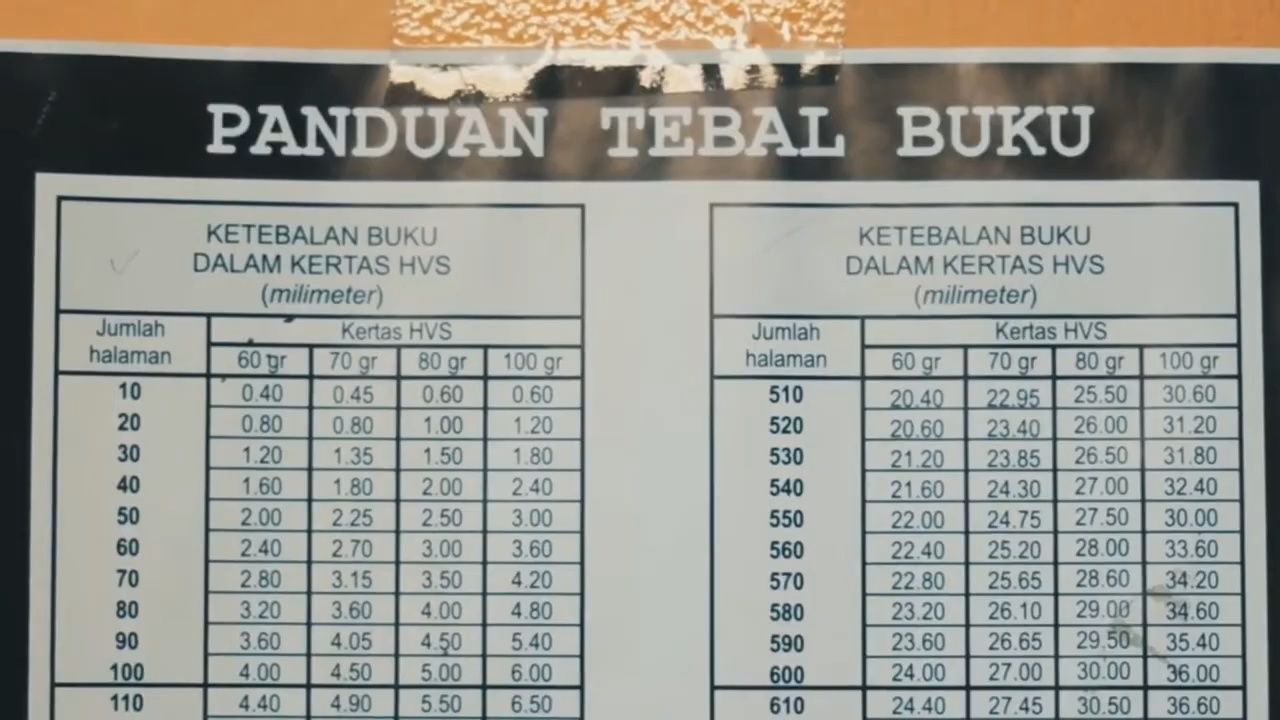 PANDUAN TEBAL BUKU
KETEBALAN BUKU
DALAM KERTAS HVS
(milimeter)
Jumlah halaman Kertas HVS
60 gr 70 gr 80 gr 100 gr
10 0.40 0.45 0.60 0.60
20 0.80 0.80 1.00 1.20
30 1.20 1.35 1.50 1.80
40 1.60 1.80 2.00 2.40
50 2.00 2.25 2.50 3.00
60 2.40 2.70 3.00 3.60
70 2.80 3.15 3.50 4.20
80 3.20 3.60 4.00 4.80
90 3.60 4.05 4.50 5.40
100 4.00 4.50 5.00 6.00
110 4.40 4.90 5.50 6.50
KETEBALAN BUKU
DALAM KERTAS HVS
(milimeter)
Jumlah halaman Kertas HVS
60 gr 70 gr 80 gr 100 gr
510 20.40 22.95 25.50 30.60
520 20.60 23.40 26.00 31.20
530 21.20 23.85 26.50 31.80
540 21.60 24.30 27.00 32.40
550 22.00 24.75 27.50 30.00
560 22.40 25.20 28.00 33.60
570 22.80 25.65 28.60 34.20
580 23.20 26.10 29.00 34.60
590 23.60 26.65 29.50 35.40
600 24.00 27.00 30.00 36.00
610 24.40 27.45 30.50 36.60